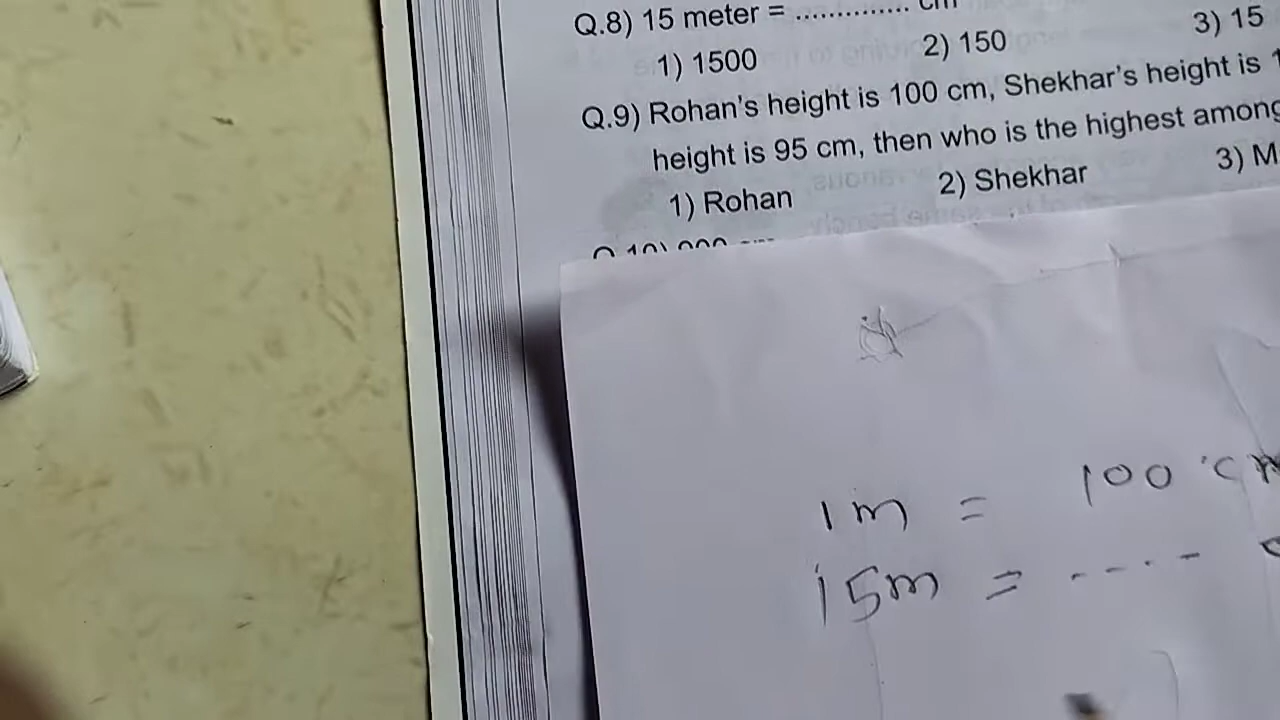 Q.8) 15 meter = .............. cm
1) 1500 2) 150 3) 15
Q.9) Rohan's height is 100 cm, Shekhar's height is 1
height is 95 cm, then who is the highest among
1) Rohan 2) Shekhar 3) M
1m = 100 cm
15m = ....